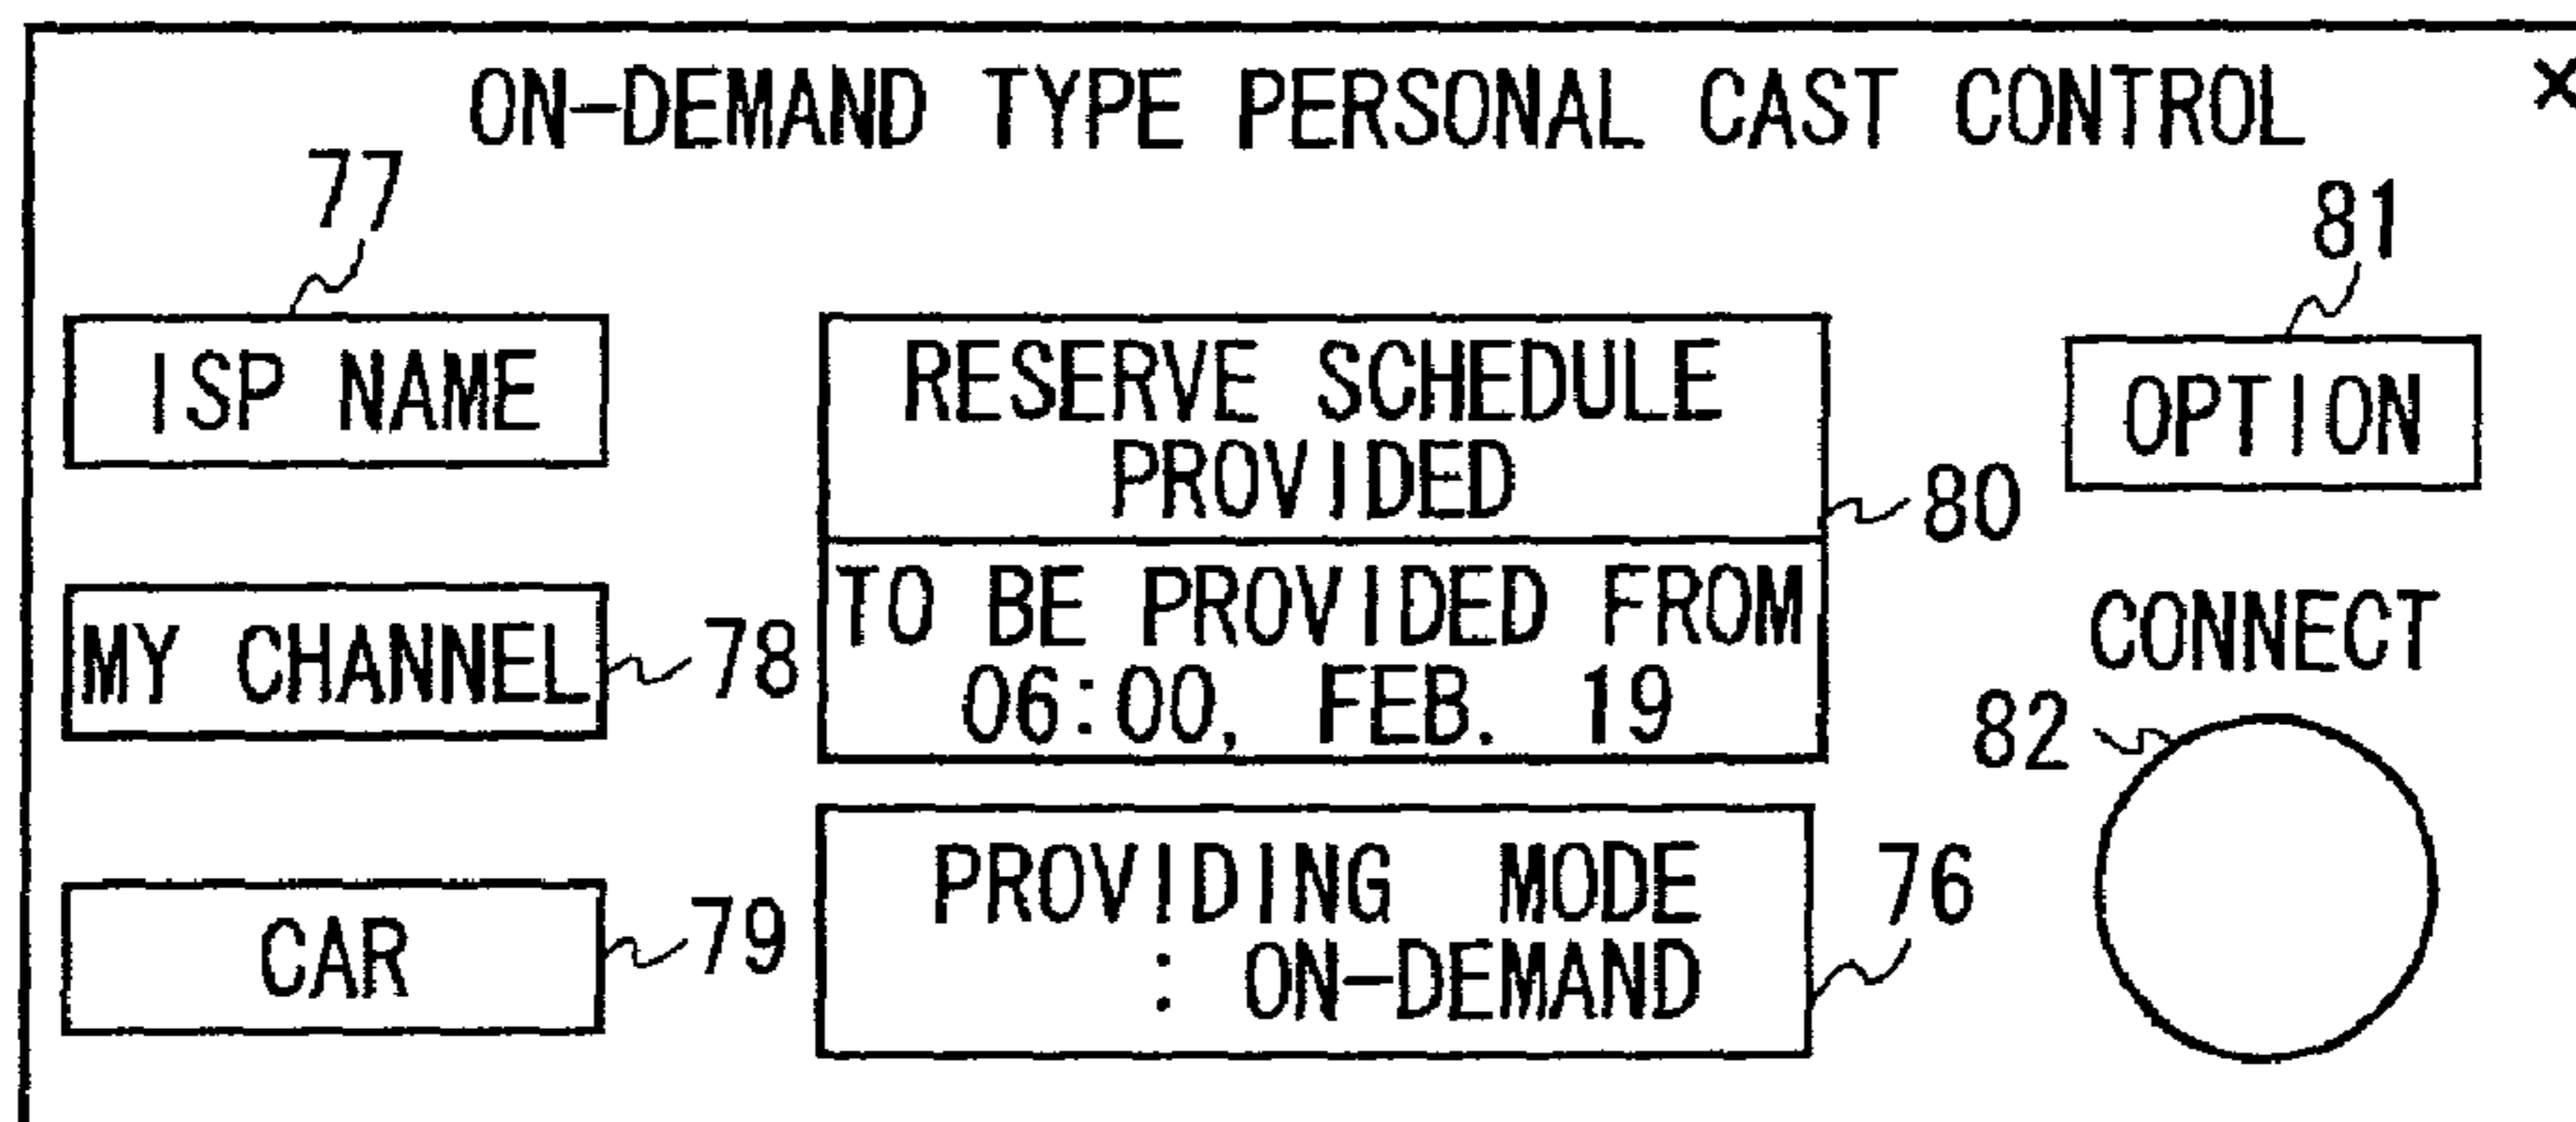 ON-DEMAND TYPE PERSONAL CAST CONTROL ×
77
81
ISP NAME
RESERVE SCHEDULE
PROVIDED
OPTION
80
MY CHANNEL
78
TO BE PROVIDED FROM
06:00, FEB. 19
CONNECT
82
CAR
79
PROVIDING MODE
: ON-DEMAND
76